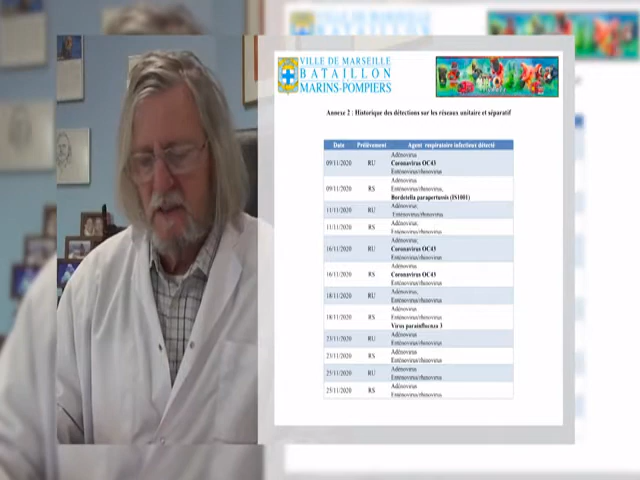 VILLE DE MARSEILLE
BATAILLON
MARINS-POMPIERS
Annexe 2 : Historique des détections sur les réseaux unitaire et séparatif
Date Prélèvement Agent respiratoire infectieux détecté
Adénovirus
09/11/2020 RU Coronavirus OC43
Entérovirus/rhinovirus
Adénovirus
09/11/2020 RS Entérovirus/rhinovirus,
Bordetella parapertussis (IS1001)
11/11/2020 RU Adénovirus,
Entérovirus/rhinovirus
11/11/2020 RS Adénovirus,
Entérovirus/rhinovirus
Adénovirus,
16/11/2020 RU Coronavirus OC43
Entérovirus/rhinovirus
Adénovirus
16/11/2020 RS Coronavirus OC43
Entérovirus/rhinovirus
18/11/2020 RU Adénovirus,
Entérovirus/rhinovirus
Adénovirus
18/11/2020 RS Entérovirus/rhinovirus
Virus parainfluenza 3
23/11/2020 RU Adénovirus
Entérovirus/rhinovirus
23/11/2020 RS Adénovirus
Entérovirus/rhinovirus
25/11/2020 RU Adénovirus
Entérovirus/rhinovirus
25/11/2020 RS Adénovirus
Entérovirus/rhinovirus